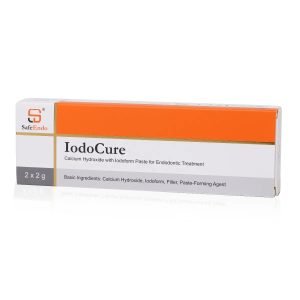 SafeEndo
IodoCure
Calcium Hydroxide with Iodoform Paste for Endodontic Treatment
2 x 2 g
Basic Ingredients: Calcium Hydroxide, Iodoform, Filler, Paste-Forming Agent